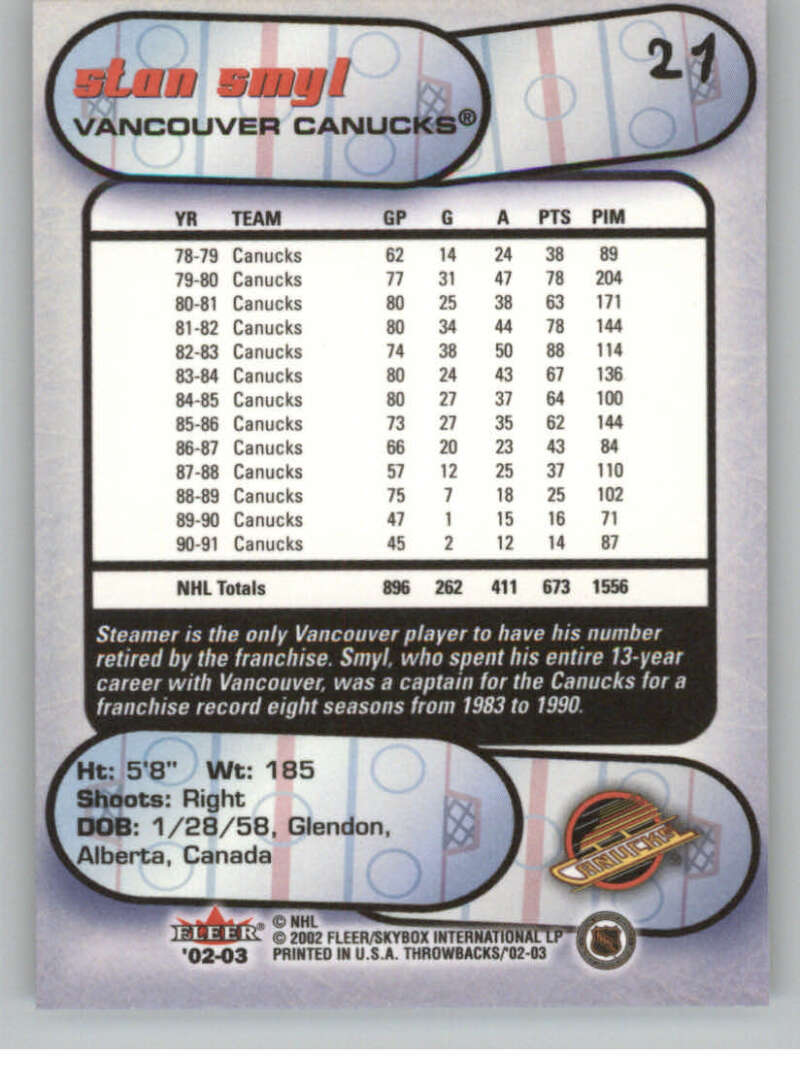 stan smyl
VANCOUVER CANUCKS®
21
YR TEAM GP G A PTS PIM
78-79 Canucks 62 14 24 38 89
79-80 Canucks 77 31 47 78 204
80-81 Canucks 80 25 38 63 171
81-82 Canucks 80 34 44 78 144
82-83 Canucks 74 38 50 88 114
83-84 Canucks 80 24 43 67 136
84-85 Canucks 80 27 37 64 100
85-86 Canucks 73 27 35 62 144
86-87 Canucks 66 20 23 43 84
87-88 Canucks 57 12 25 37 110
88-89 Canucks 75 7 18 25 102
89-90 Canucks 47 1 15 16 71
90-91 Canucks 45 2 12 14 87
NHL Totals 896 262 411 673 1556
Steamer is the only Vancouver player to have his number
retired by the franchise. Smyl, who spent his entire 13-year
career with Vancouver, was a captain for the Canucks for a
franchise record eight seasons from 1983 to 1990.
Ht: 5'8" Wt: 185
Shoots: Right
DOB: 1/28/58, Glendon,
Alberta, Canada
CANUCKS ®
FLEER®
'02-03
© NHL
© 2002 FLEER/SKYBOX INTERNATIONAL LP
PRINTED IN U.S.A. THROWBACKS/'02-03